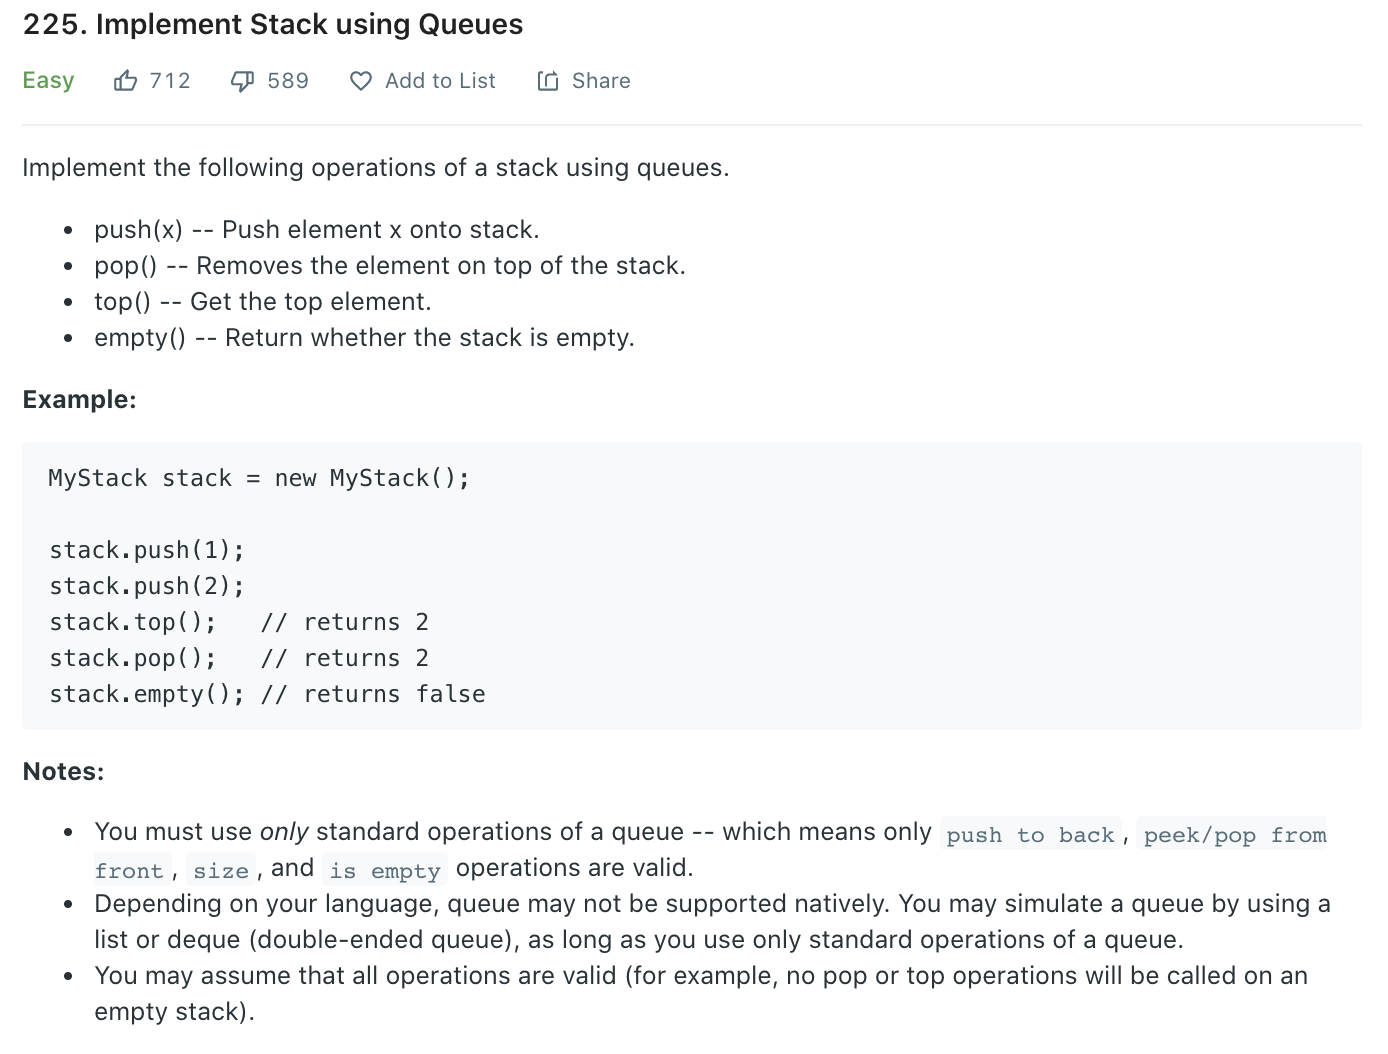 225. Implement Stack using Queues
Easy 712 589 Add to List Share
Implement the following operations of a stack using queues.
• push(x) -- Push element x onto stack.
• pop() -- Removes the element on top of the stack.
• top() -- Get the top element.
• empty() -- Return whether the stack is empty.
Example:
MyStack stack = new MyStack();
stack.push(1);
stack.push(2);
stack.top();   // returns 2
stack.pop();   // returns 2
stack.empty(); // returns false
Notes:
• You must use only standard operations of a queue -- which means only push to back, peek/pop from
front, size, and is empty operations are valid.
• Depending on your language, queue may not be supported natively. You may simulate a queue by using a
list or deque (double-ended queue), as long as you use only standard operations of a queue.
• You may assume that all operations are valid (for example, no pop or top operations will be called on an
empty stack).